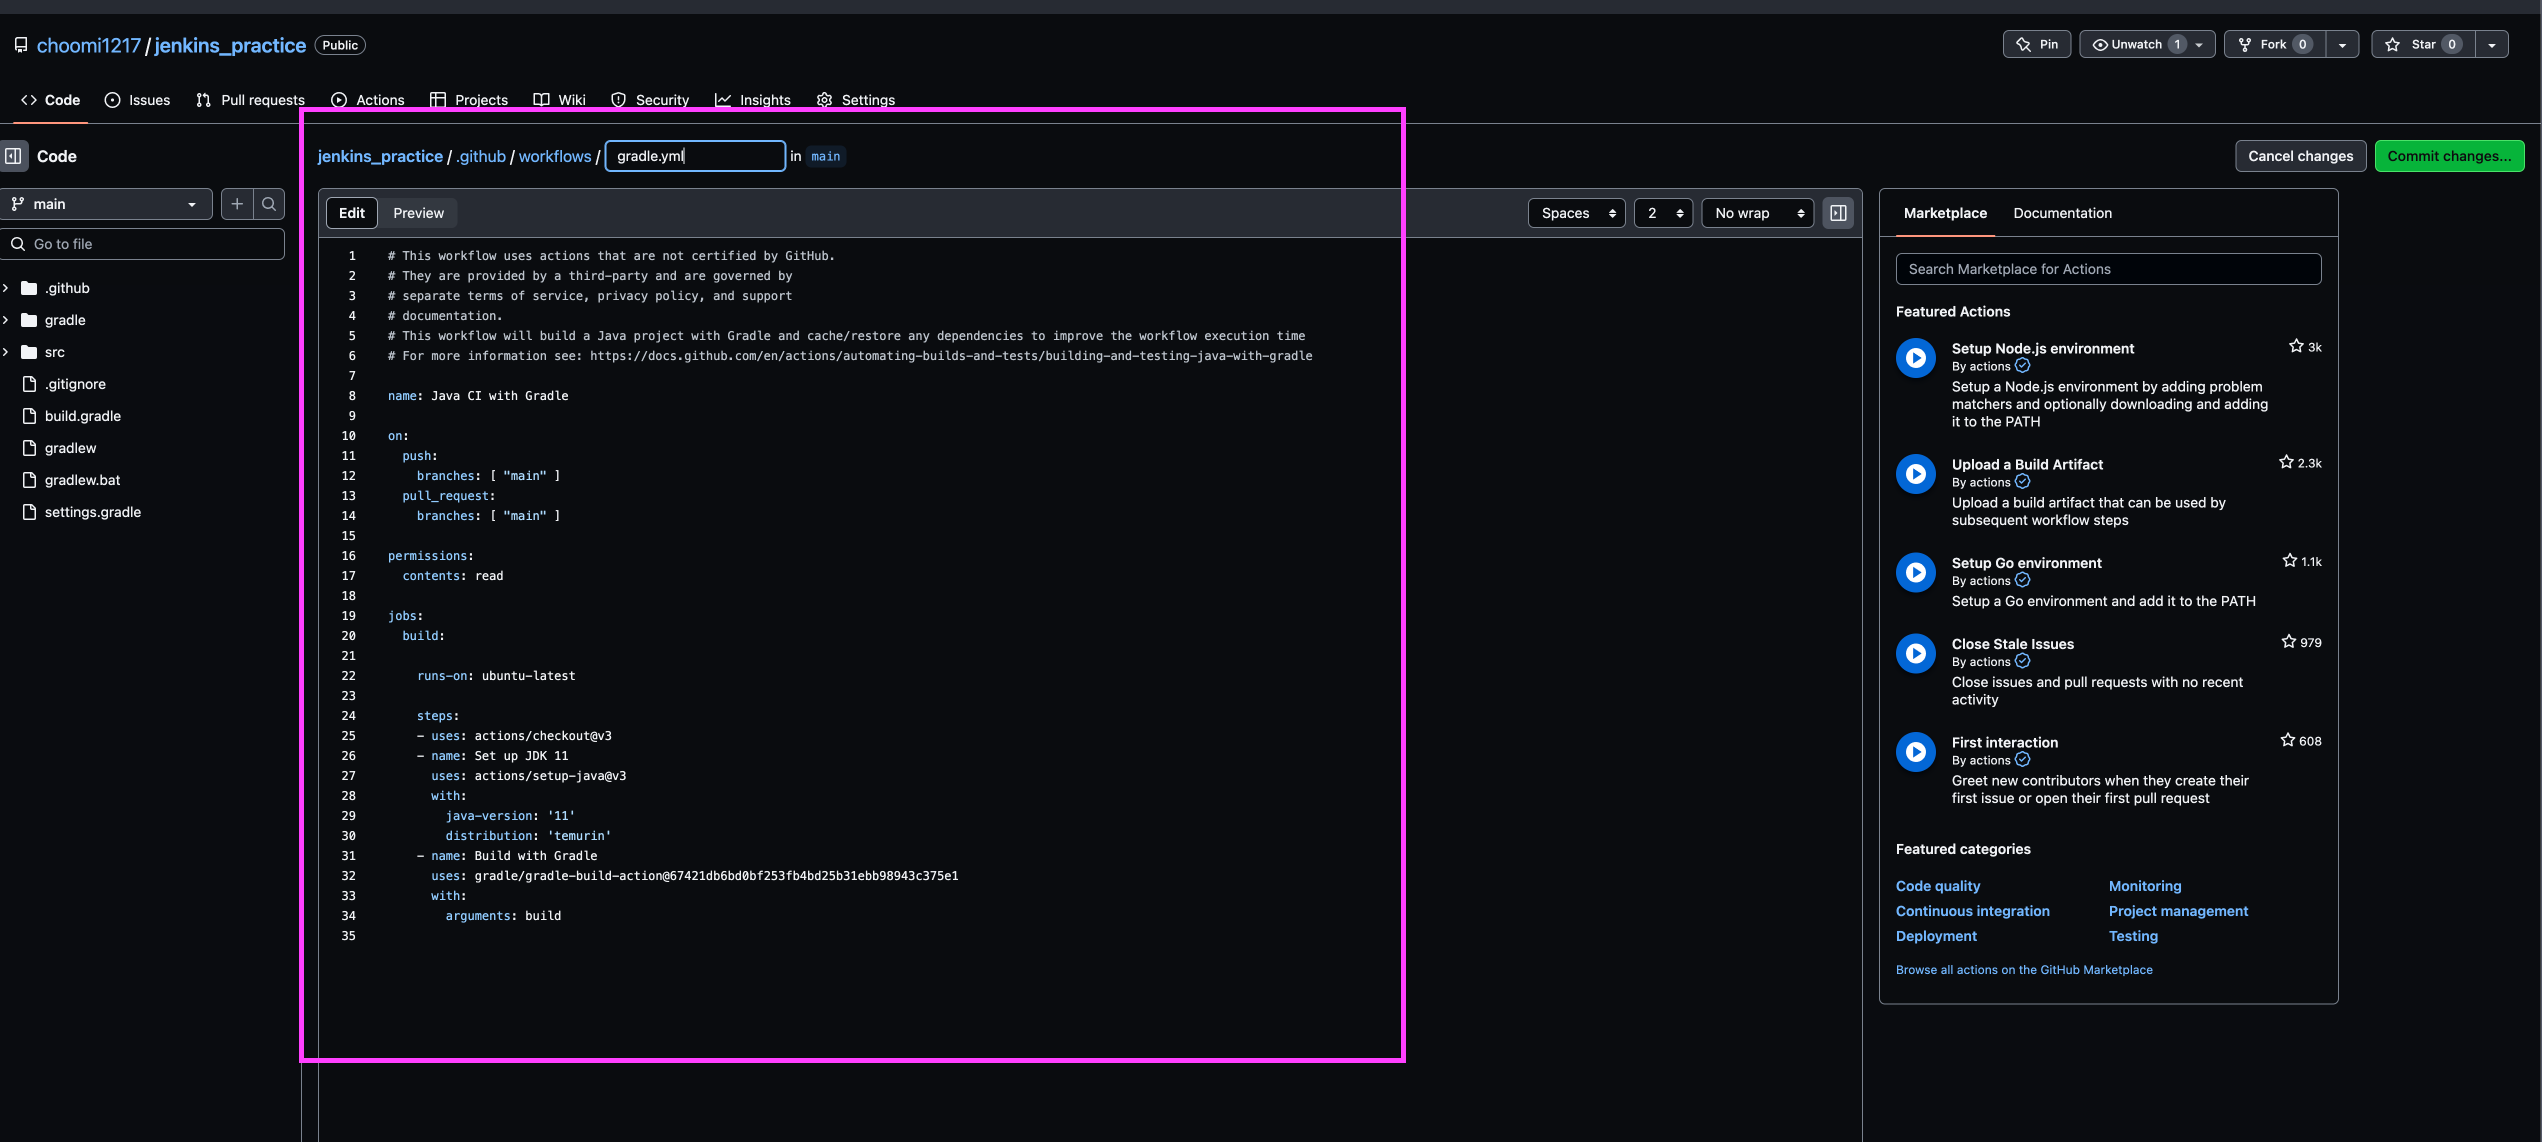 choomi1217 / jenkins_practice Public
Pin
Unwatch 1
Fork 0
Star 0
Code
Issues
Pull requests
Actions
Projects
Wiki
Security
Insights
Settings
Code
main
Go to file
.github
gradle
src
.gitignore
build.gradle
gradlew
gradlew.bat
settings.gradle
jenkins_practice / .github / workflows / gradle.yml in main
Cancel changes
Commit changes...
Edit
Preview
Spaces
2
No wrap
1 # This workflow uses actions that are not certified by GitHub.
2 # They are provided by a third-party and are governed by
3 # separate terms of service, privacy policy, and support
4 # documentation.
5 # This workflow will build a Java project with Gradle and cache/restore any dependencies to improve the workflow execution time
6 # For more information see: https://docs.github.com/en/actions/automating-builds-and-tests/building-and-testing-java-with-gradle
7
8 name: Java CI with Gradle
9
10 on:
11 push:
12 branches: [ "main" ]
13 pull_request:
14 branches: [ "main" ]
15
16 permissions:
17 contents: read
18
19 jobs:
20 build:
21
22 runs-on: ubuntu-latest
23
24 steps:
25 - uses: actions/checkout@v3
26 - name: Set up JDK 11
27 uses: actions/setup-java@v3
28 with:
29 java-version: '11'
30 distribution: 'temurin'
31 - name: Build with Gradle
32 uses: gradle/gradle-build-action@67421db6bd0bf253fb4bd25b31ebb98943c375e1
33 with:
34 arguments: build
35
Marketplace
Documentation
Search Marketplace for Actions
Featured Actions
Setup Node.js environment 3k
By actions
Setup a Node.js environment by adding problem
matchers and optionally downloading and adding
it to the PATH
Upload a Build Artifact 2.3k
By actions
Upload a build artifact that can be used by
subsequent workflow steps
Setup Go environment 1.1k
By actions
Setup a Go environment and add it to the PATH
Close Stale Issues 979
By actions
Close issues and pull requests with no recent
activity
First interaction 608
By actions
Greet new contributors when they create their
first issue or open their first pull request
Featured categories
Code quality
Monitoring
Continuous integration
Project management
Deployment
Testing
Browse all actions on the GitHub Marketplace